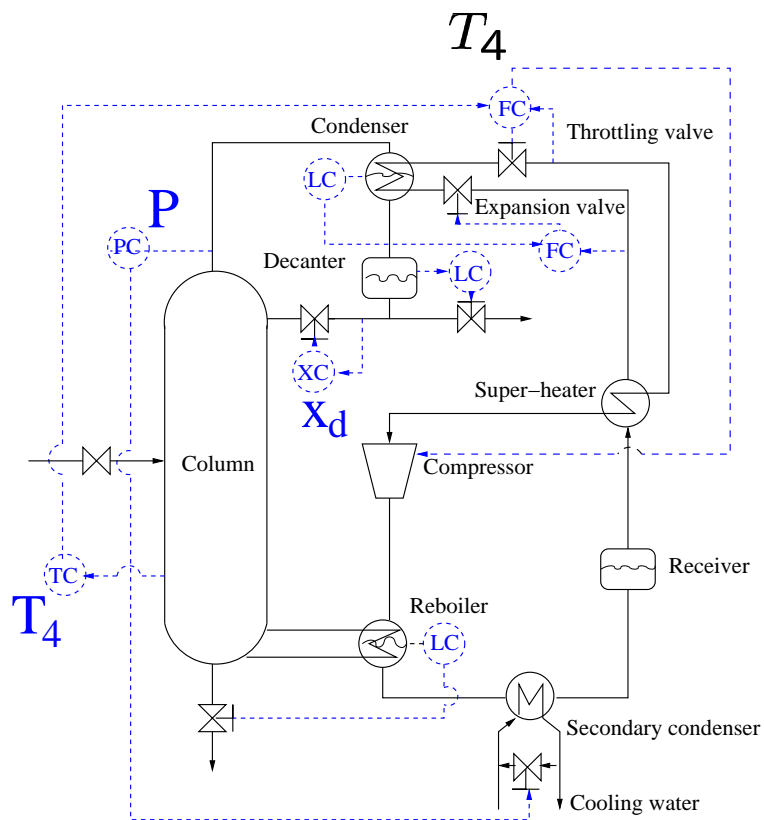 T4
FC
Condenser
Throttling valve
LC
P
Expansion valve
PC
FC
Decanter
LC
XC
Super–heater
xd
Column
Compressor
TC
Receiver
T4
Reboiler
LC
Secondary condenser
Cooling water